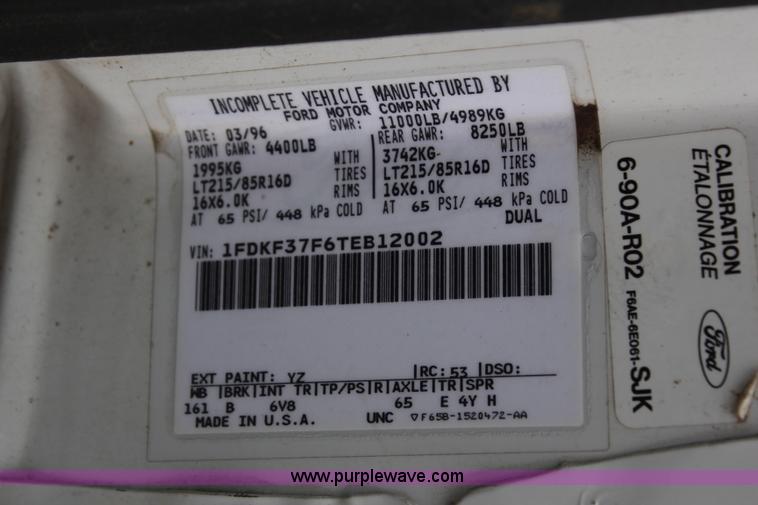 INCOMPLETE VEHICLE MANUFACTURED BY
FORD MOTOR COMPANY
DATE: 03/96 GVWR: 11000LB/4989KG
FRONT GAWR: 4400LB REAR GAWR: 8250LB
1995KG WITH 3742KG WITH
LT215/85R16D TIRES LT215/85R16D TIRES
16X6.0K RIMS 16X6.0K RIMS
AT 65 PSI/ 448 kPa COLD AT 65 PSI/ 448 kPa COLD
DUAL
VIN: 1FDKF37F6TEB12002
EXT PAINT: YZ |RC: 53 |DSO:
WB |BRK|INT TR|TP/PS|R|AXLE|TR|SPR
161 B 6V8 65 E 4Y H
MADE IN U.S.A. UNC ▽F65B-1520472-AA
CALIBRATION
ÉTALONNAGE
6-90A-R02 F6AE-6E061-SJK
Ford
www.purplewave.com